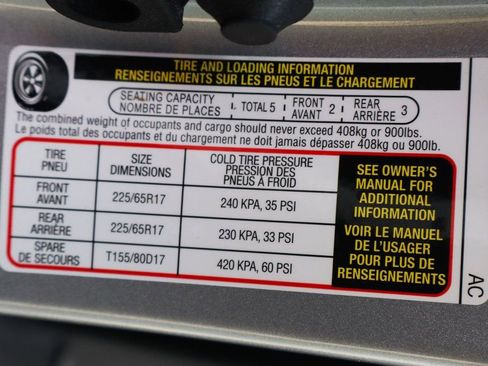 TIRE AND LOADING INFORMATION
RENSEIGNEMENTS SUR LES PNEUS ET LE CHARGEMENT
SEATING CAPACITY
NOMBRE DE PLACES
TOTAL 5
FRONT
AVANT 2
REAR
ARRIÈRE 3
The combined weight of occupants and cargo should never exceed 408kg or 900lbs.
Le poids total des occupants et du chargement ne doit jamais dépasser 408kg ou 900lb.
TIRE
PNEU
SIZE
DIMENSIONS
COLD TIRE PRESSURE
PRESSION DES
PNEUS À FROID
FRONT
AVANT
225/65R17
240 KPA, 35 PSI
REAR
ARRIÈRE
225/65R17
230 KPA, 33 PSI
SPARE
DE SECOURS
T155/80D17
420 KPA, 60 PSI
SEE OWNER'S
MANUAL FOR
ADDITIONAL
INFORMATION
VOIR LE MANUEL
DE L'USAGER
POUR PLUS DE
RENSEIGNEMENTS
AC